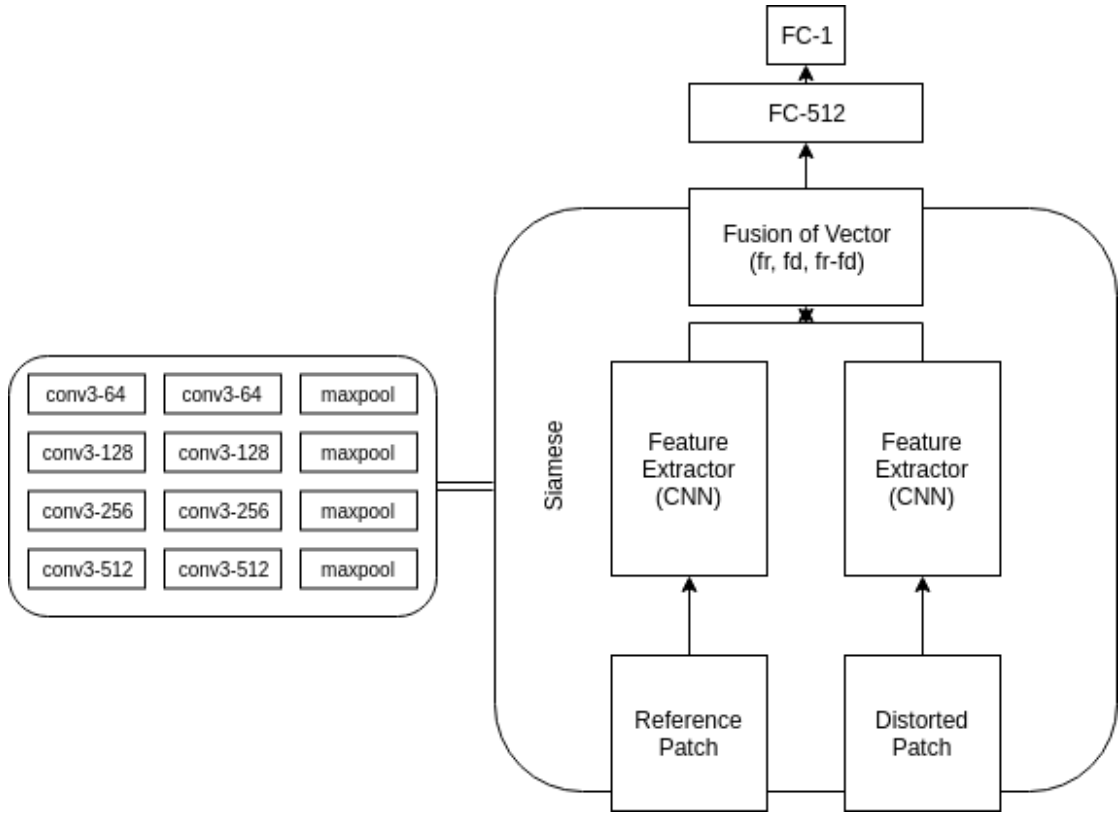 FC-1
FC-512
Fusion of Vector
(fr, fd, fr-fd)
conv3-64 conv3-64 maxpool
conv3-128 conv3-128 maxpool
conv3-256 conv3-256 maxpool
conv3-512 conv3-512 maxpool
Siamese
Feature
Extractor
(CNN)
Feature
Extractor
(CNN)
Reference
Patch
Distorted
Patch